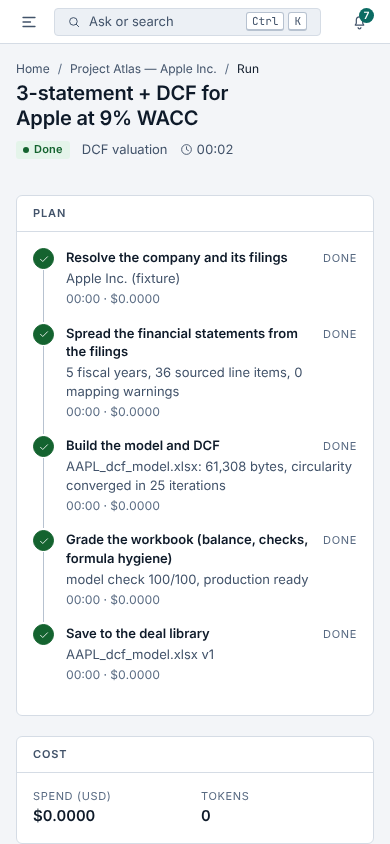 Ask or search Ctrl K 7
Home / Project Atlas — Apple Inc. / Run
3-statement + DCF for
Apple at 9% WACC
Done DCF valuation 00:02
PLAN
Resolve the company and its filings DONE
Apple Inc. (fixture)
00:00 · $0.0000
Spread the financial statements from DONE
the filings
5 fiscal years, 36 sourced line items, 0
mapping warnings
00:00 · $0.0000
Build the model and DCF DONE
AAPL_dcf_model.xlsx: 61,308 bytes, circularity
converged in 25 iterations
00:00 · $0.0000
Grade the workbook (balance, checks, DONE
formula hygiene)
model check 100/100, production ready
00:00 · $0.0000
Save to the deal library DONE
AAPL_dcf_model.xlsx v1
00:00 · $0.0000
COST
SPEND (USD) TOKENS
$0.0000 0